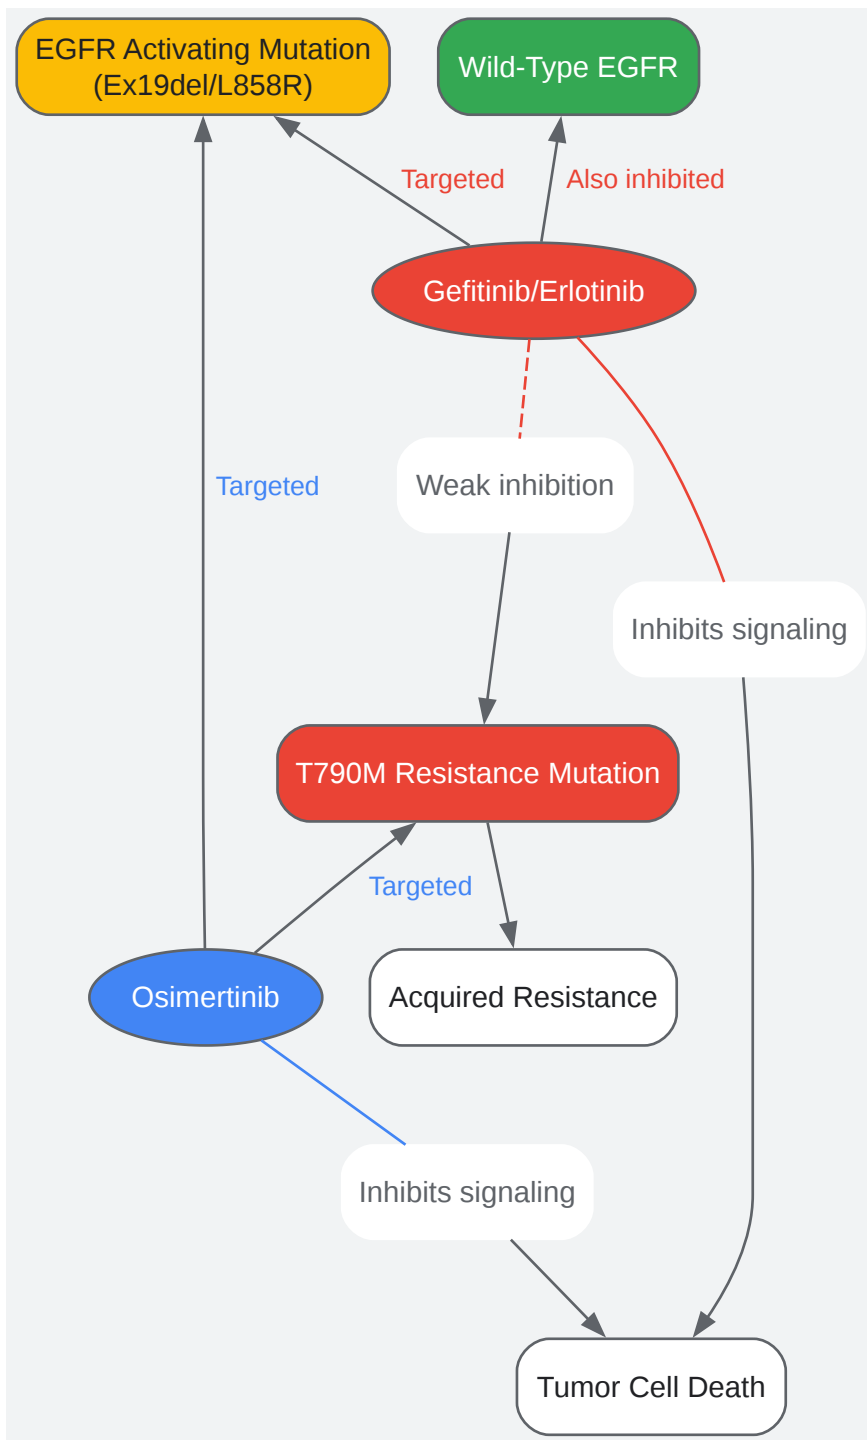 EGFR Activating Mutation
(Ex19del/L858R)
Wild-Type EGFR
Targeted
Also inhibited
Gefitinib/Erlotinib
Targeted
Weak inhibition
Inhibits signaling
T790M Resistance Mutation
Targeted
Osimertinib
Acquired Resistance
Inhibits signaling
Tumor Cell Death